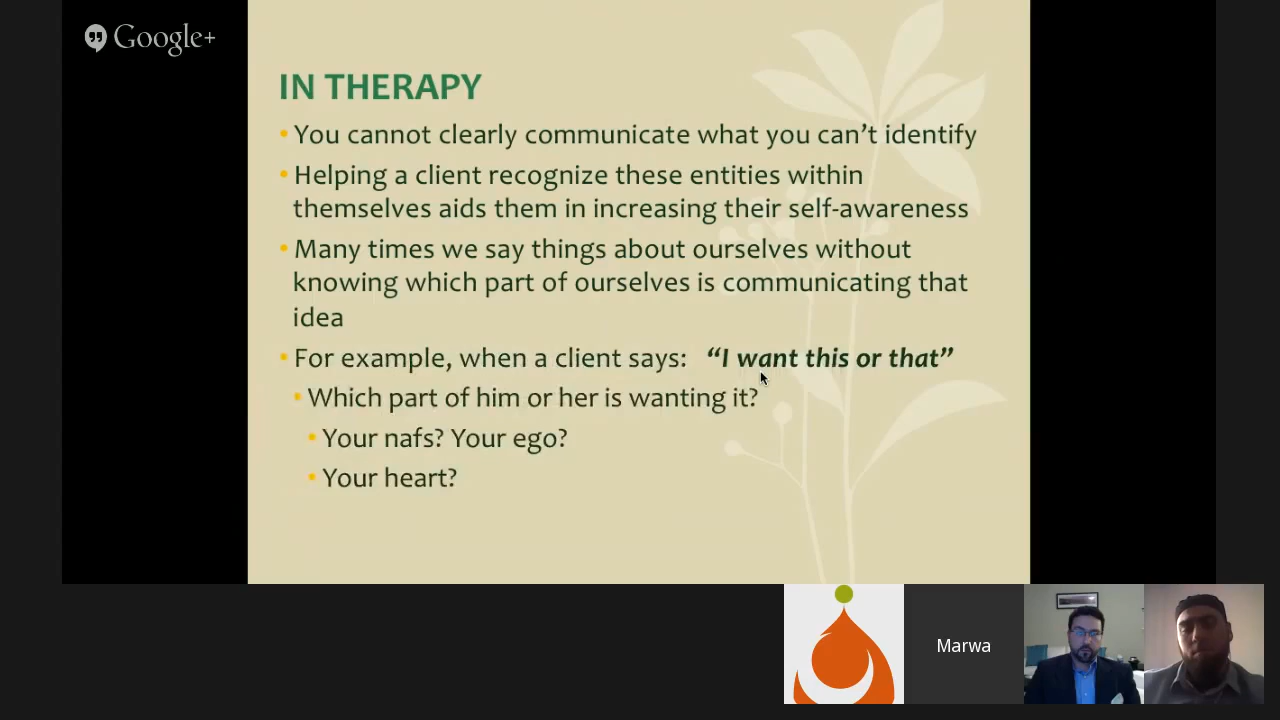 Google+
IN THERAPY
• You cannot clearly communicate what you can’t identify
• Helping a client recognize these entities within
themselves aids them in increasing their self-awareness
• Many times we say things about ourselves without
knowing which part of ourselves is communicating that
idea
• For example, when a client says: “I want this or that”
• Which part of him or her is wanting it?
• Your nafs? Your ego?
• Your heart?
Marwa